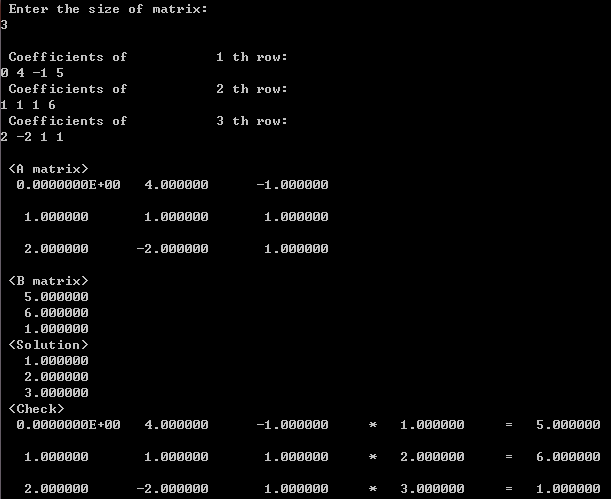 Enter the size of matrix:
3
Coefficients of 1 th row:
0 4 -1 5
Coefficients of 2 th row:
1 1 1 6
Coefficients of 3 th row:
2 -2 1 1
<A matrix>
0.0000000E+00 4.000000 -1.000000
1.000000 1.000000 1.000000
2.000000 -2.000000 1.000000
<B matrix>
5.000000
6.000000
1.000000
<Solution>
1.000000
2.000000
3.000000
<Check>
0.0000000E+00 4.000000 -1.000000 * 1.000000 = 5.000000
1.000000 1.000000 1.000000 * 2.000000 = 6.000000
2.000000 -2.000000 1.000000 * 3.000000 = 1.000000